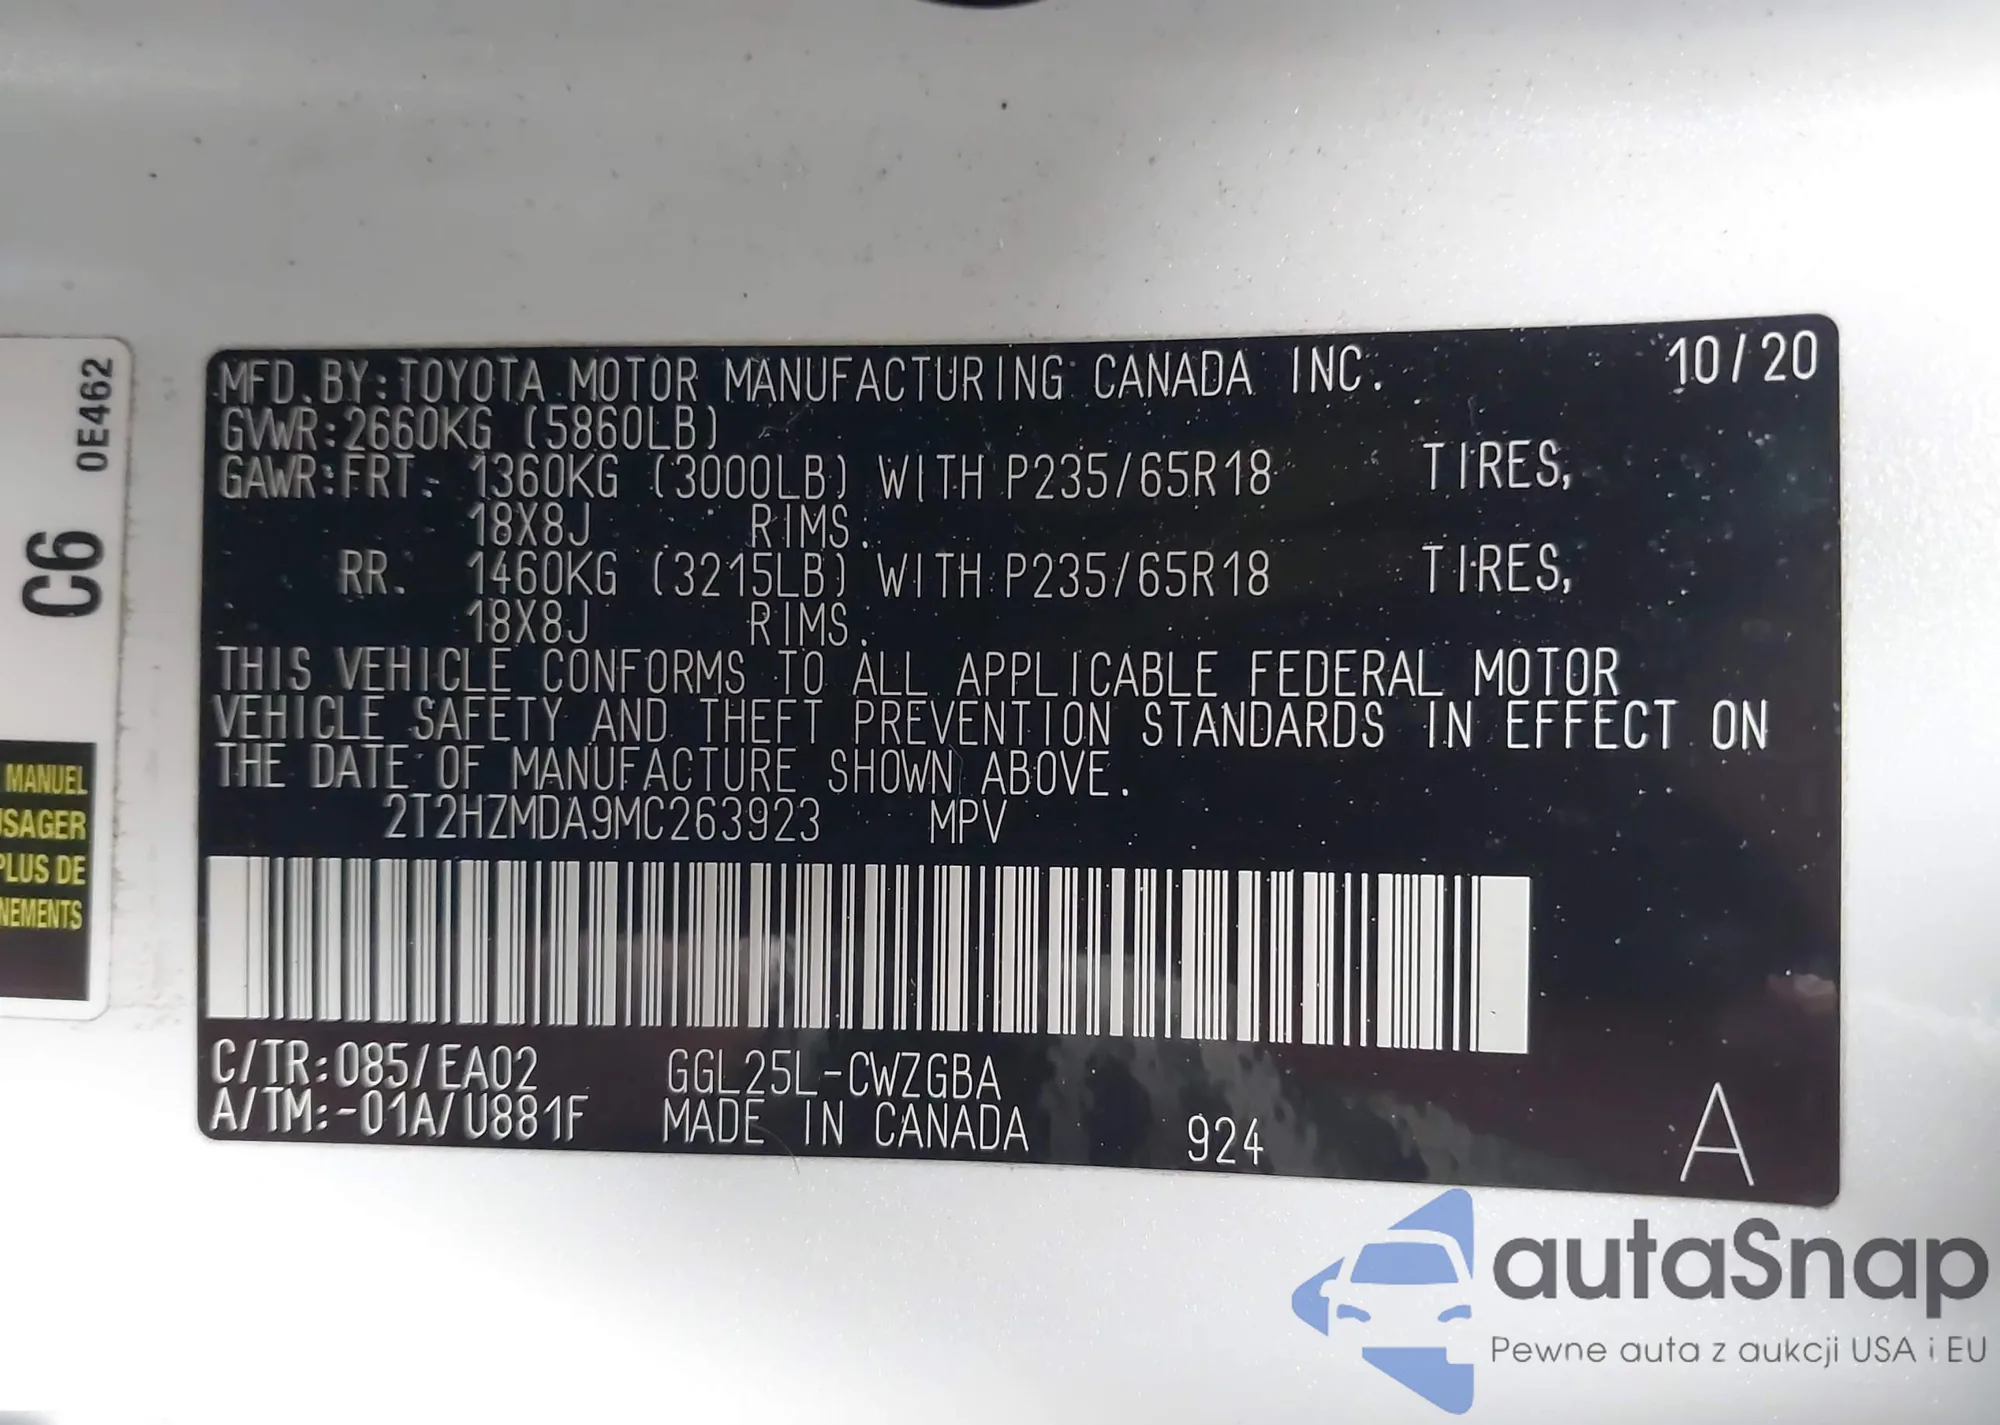 MFD.BY:TOYOTA MOTOR MANUFACTURING CANADA INC. 10/20
GVWR:2660KG (5860LB)
GAWR:FRT. 1360KG (3000LB) WITH P235/65R18 TIRES,
18X8J RIMS.
RR. 1460KG (3215LB) WITH P235/65R18 TIRES,
18X8J RIMS.
THIS VEHICLE CONFORMS TO ALL APPLICABLE FEDERAL MOTOR
VEHICLE SAFETY AND THEFT PREVENTION STANDARDS IN EFFECT ON
THE DATE OF MANUFACTURE SHOWN ABOVE.
2T2HZMDA9MC263923 MPV
C/TR:085/EA02 GGL25L-CWZGBA
A/TM:-01A/U881F MADE IN CANADA 924 A
0E462
C6
MANUEL
USAGER
PLUS DE
NEMENTS
autaSnap
Pewne auta z aukcji USA i EU